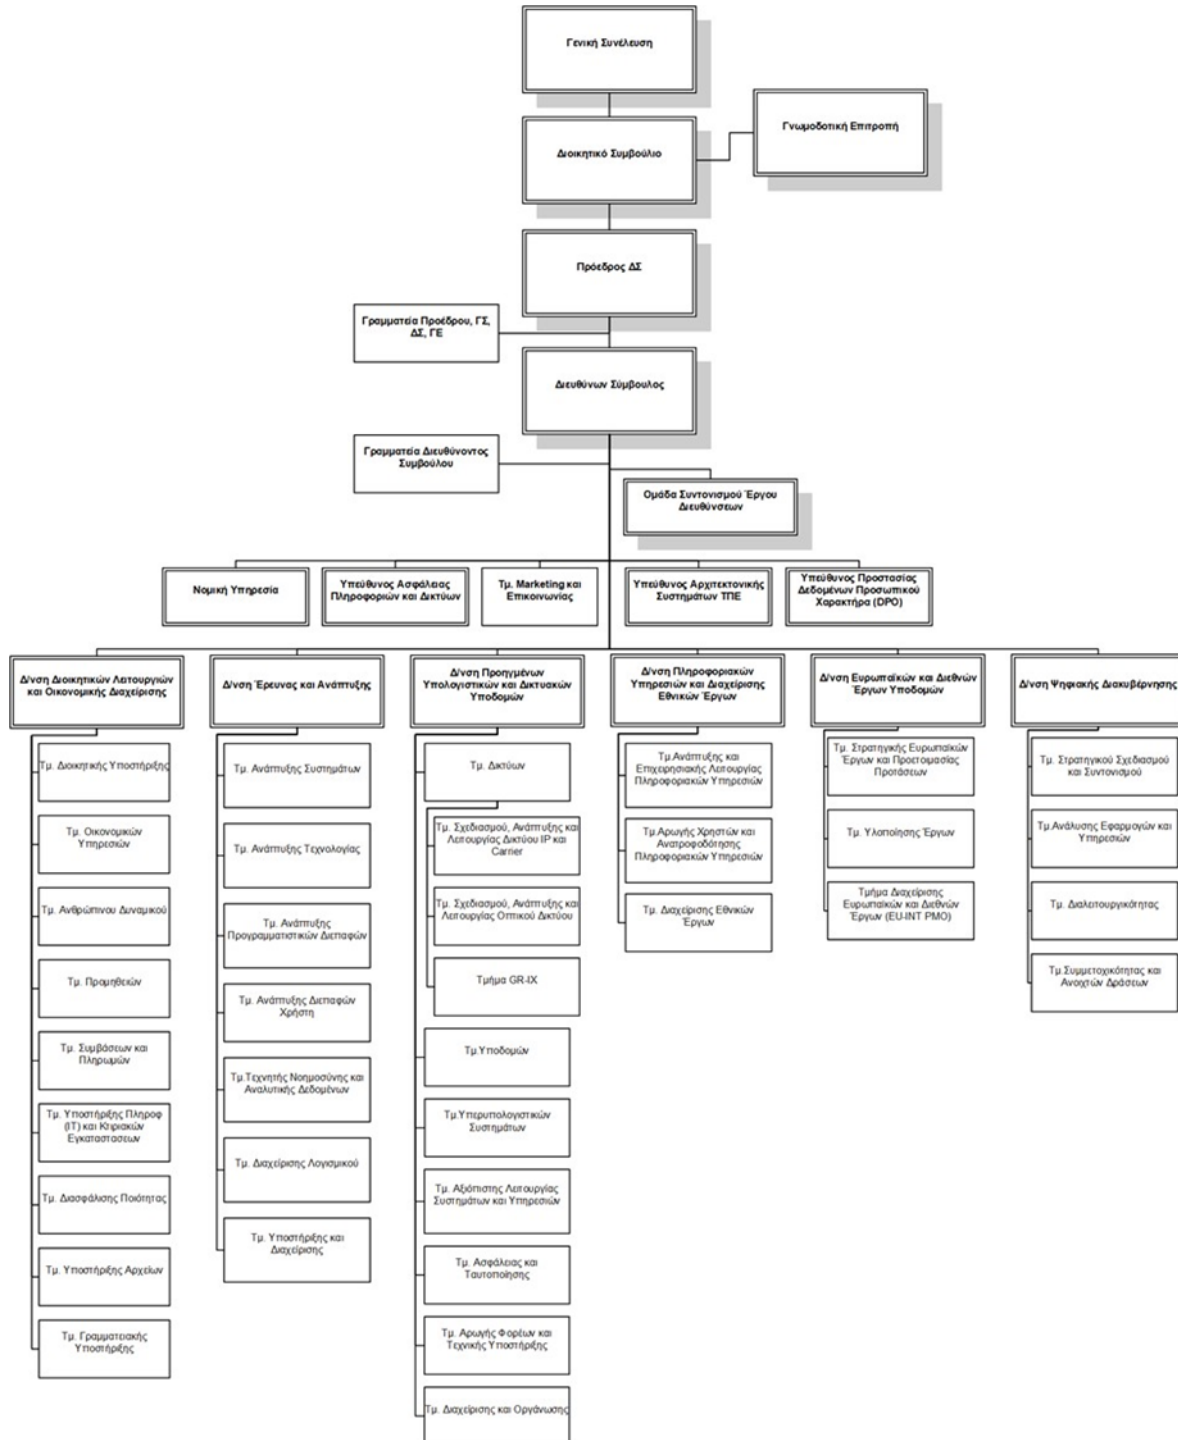 Γενική Συνέλευση
Γνωμοδοτική Επιτροπή
Διοικητικό Συμβούλιο
Πρόεδρος ΔΣ
Γραμματεία Προέδρου, ΓΣ,
ΔΣ, ΓΕ
Διευθύνων Σύμβουλος
Γραμματεία Διευθύνοντος
Συμβούλου
Ομάδα Συντονισμού Έργου
Διευθύνσεων
Νομική Υπηρεσία
Υπεύθυνος Ασφάλειας
Πληροφοριών και Δικτύων
Τμ. Marketing και
Επικοινωνίας
Υπεύθυνος Αρχιτεκτονικής
Συστημάτων ΤΠΕ
Υπεύθυνος Προστασίας
Δεδομένων Προσωπικού
Χαρακτήρα (DPO)
Δ/νση Διοικητικών Λειτουργιών
και Οικονομικής Διαχείρισης
Τμ. Διοικητικής Υποστήριξης
Τμ. Οικονομικών
Υπηρεσιών
Τμ. Ανθρώπινου Δυναμικού
Τμ. Προμηθειών
Τμ. Συμβάσεων και
Πληρωμών
Τμ. Υποστήριξης Πληροφ
(IT) και Κτιριακών
Εγκαταστασεων
Τμ. Διασφάλισης Ποιότητας
Τμ. Υποστήριξης Αρχείων
Τμ. Γραμματειακής
Υποστήριξης
Δ/νση Έρευνας και Ανάπτυξης
Τμ. Ανάπτυξης Συστημάτων
Τμ. Ανάπτυξης Τεχνολογίας
Τμ. Ανάπτυξης
Προγραμματιστικών Διεπαφών
Τμ. Ανάπτυξης Διεπαφών
Χρήστη
Τμ.Τεχνητής Νοημοσύνης και
Αναλυτικής Δεδομένων
Τμ. Διαχείρισης Λογισμικού
Τμ. Υποστήριξης και
Διαχείρισης
Δ/νση Προηγμένων
Υπολογιστικών και Δικτυακών
Υποδομών
Τμ. Δικτύων
Τμ. Σχεδιασμού, Ανάπτυξης και
Λειτουργίας Δικτύου IP και
Carrier
Τμ. Σχεδιασμού, Ανάπτυξης και
Λειτουργίας Οπτικού Δικτύου
Τμήμα GR-IX
Τμ.Υποδομών
Τμ.Υπερυπολογιστικών
Συστημάτων
Τμ. Αξιόπιστης Λειτουργίας
Συστημάτων και Υπηρεσιών
Τμ. Ασφάλειας και
Ταυτοποίησης
Τμ. Αρωγής Φορέων και
Τεχνικής Υποστήριξης
Τμ. Διαχείρισης και Οργάνωσης
Δ/νση Πληροφοριακών
Υπηρεσιών και Διαχείρισης
Εθνικών Έργων
Τμ.Ανάπτυξης και
Επιχειρησιακής Λειτουργίας
Πληροφοριακών Υπηρεσιών
Τμ.Αρωγής Χρηστών και
Ανατροφοδότησης
Πληροφοριακών Υπηρεσιών
Τμ. Διαχείρισης Εθνικών
Έργων
Δ/νση Ευρωπαϊκών και Διεθνών
Έργων Υποδομών
Τμ. Στρατηγικής Ευρωπαϊκών
Έργων και Προετοιμασίας
Προτάσεων
Τμ. Υλοποίησης Έργων
Τμήμα Διαχείρισης
Ευρωπαϊκών και Διεθνών
Έργων (EU-INT PMO)
Δ/νση Ψηφιακής Διακυβέρνησης
Τμ. Στρατηγικού Σχεδιασμού
και Συντονισμού
Τμ.Ανάλυσης Εφαρμογών και
Υπηρεσιών
Τμ. Διαλειτουργικότητας
Τμ.Συμμετοχικότητας και
Ανοιχτών Δράσεων